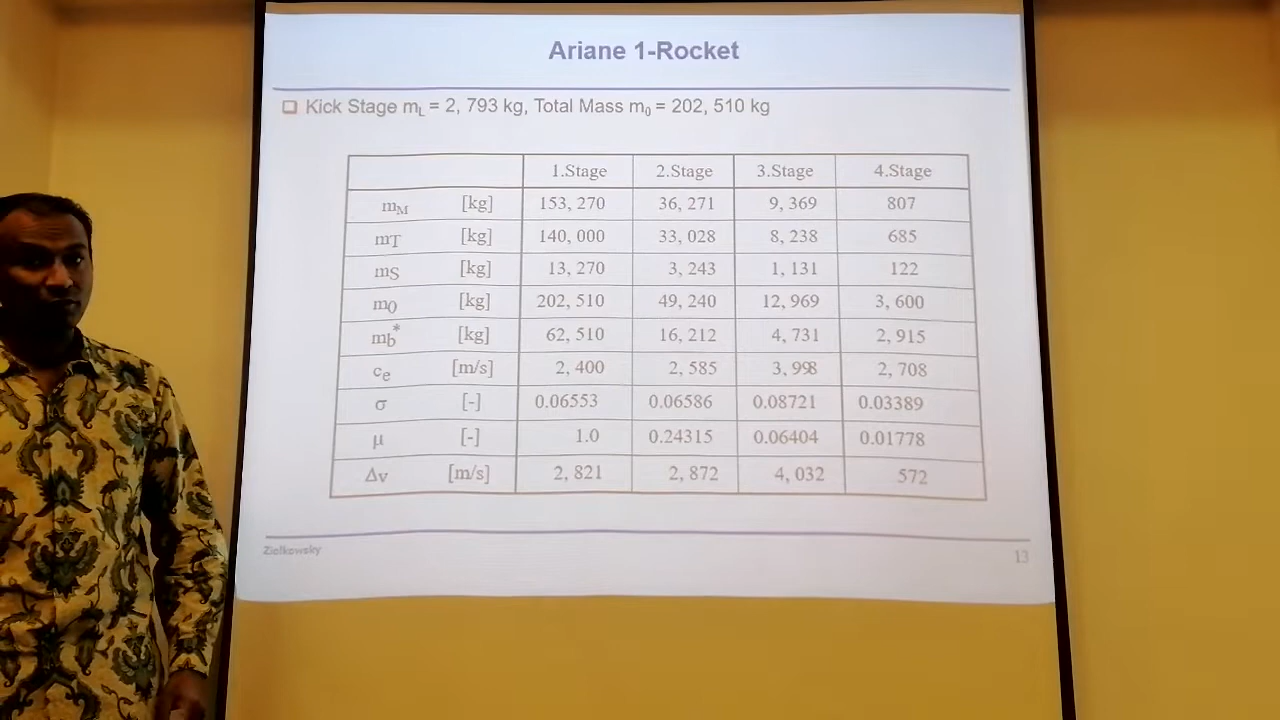 Ariane 1-Rocket
Kick Stage mL = 2, 793 kg, Total Mass m0 = 202, 510 kg
1.Stage 2.Stage 3.Stage 4.Stage
mM [kg] 153, 270 36, 271 9, 369 807
mT [kg] 140, 000 33, 028 8, 238 685
mS [kg] 13, 270 3, 243 1, 131 122
m0 [kg] 202, 510 49, 240 12, 969 3, 600
mb* [kg] 62, 510 16, 212 4, 731 2, 915
ce [m/s] 2, 400 2, 585 3, 998 2, 708
σ [-] 0.06553 0.06586 0.08721 0.03389
μ [-] 1.0 0.24315 0.06404 0.01778
Δv [m/s] 2, 821 2, 872 4, 032 572
Ziolkowsky 13